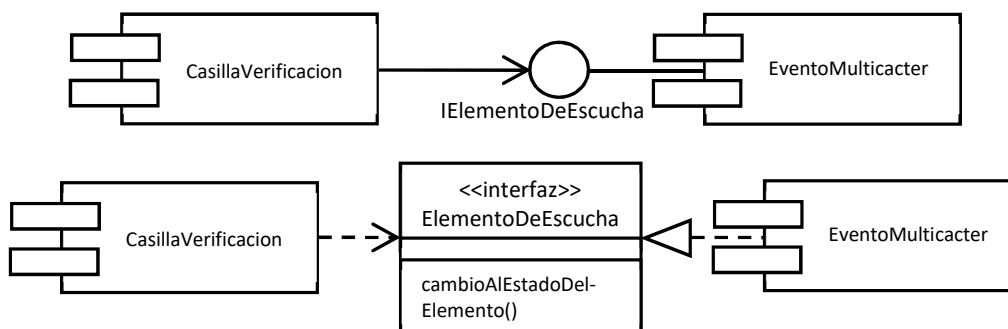 CasillaVerificacion
EventoMulticacter
IElementoDeEscucha
<<interfaz>>
ElementoDeEscucha
CasillaVerificacion
EventoMulticacter
cambioAlEstadoDel-
Elemento()